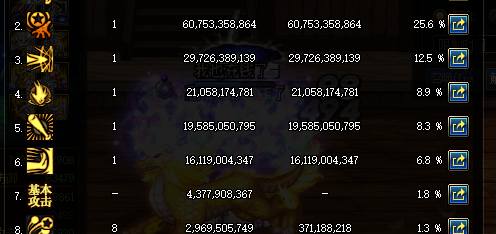 2. 1 60,753,358,864 60,753,358,864 25.6 %
3. 1 29,726,389,139 29,726,389,139 12.5 %
4. 1 21,058,174,781 21,058,174,781 8.9 %
5. 1 19,585,050,795 19,585,050,795 8.3 %
6. 1 16,119,004,347 16,119,004,347 6.8 %
7. 基本攻击 – 4,377,908,367 – 1.8 %
8. 8 2,969,505,749 371,188,218 1.3 %